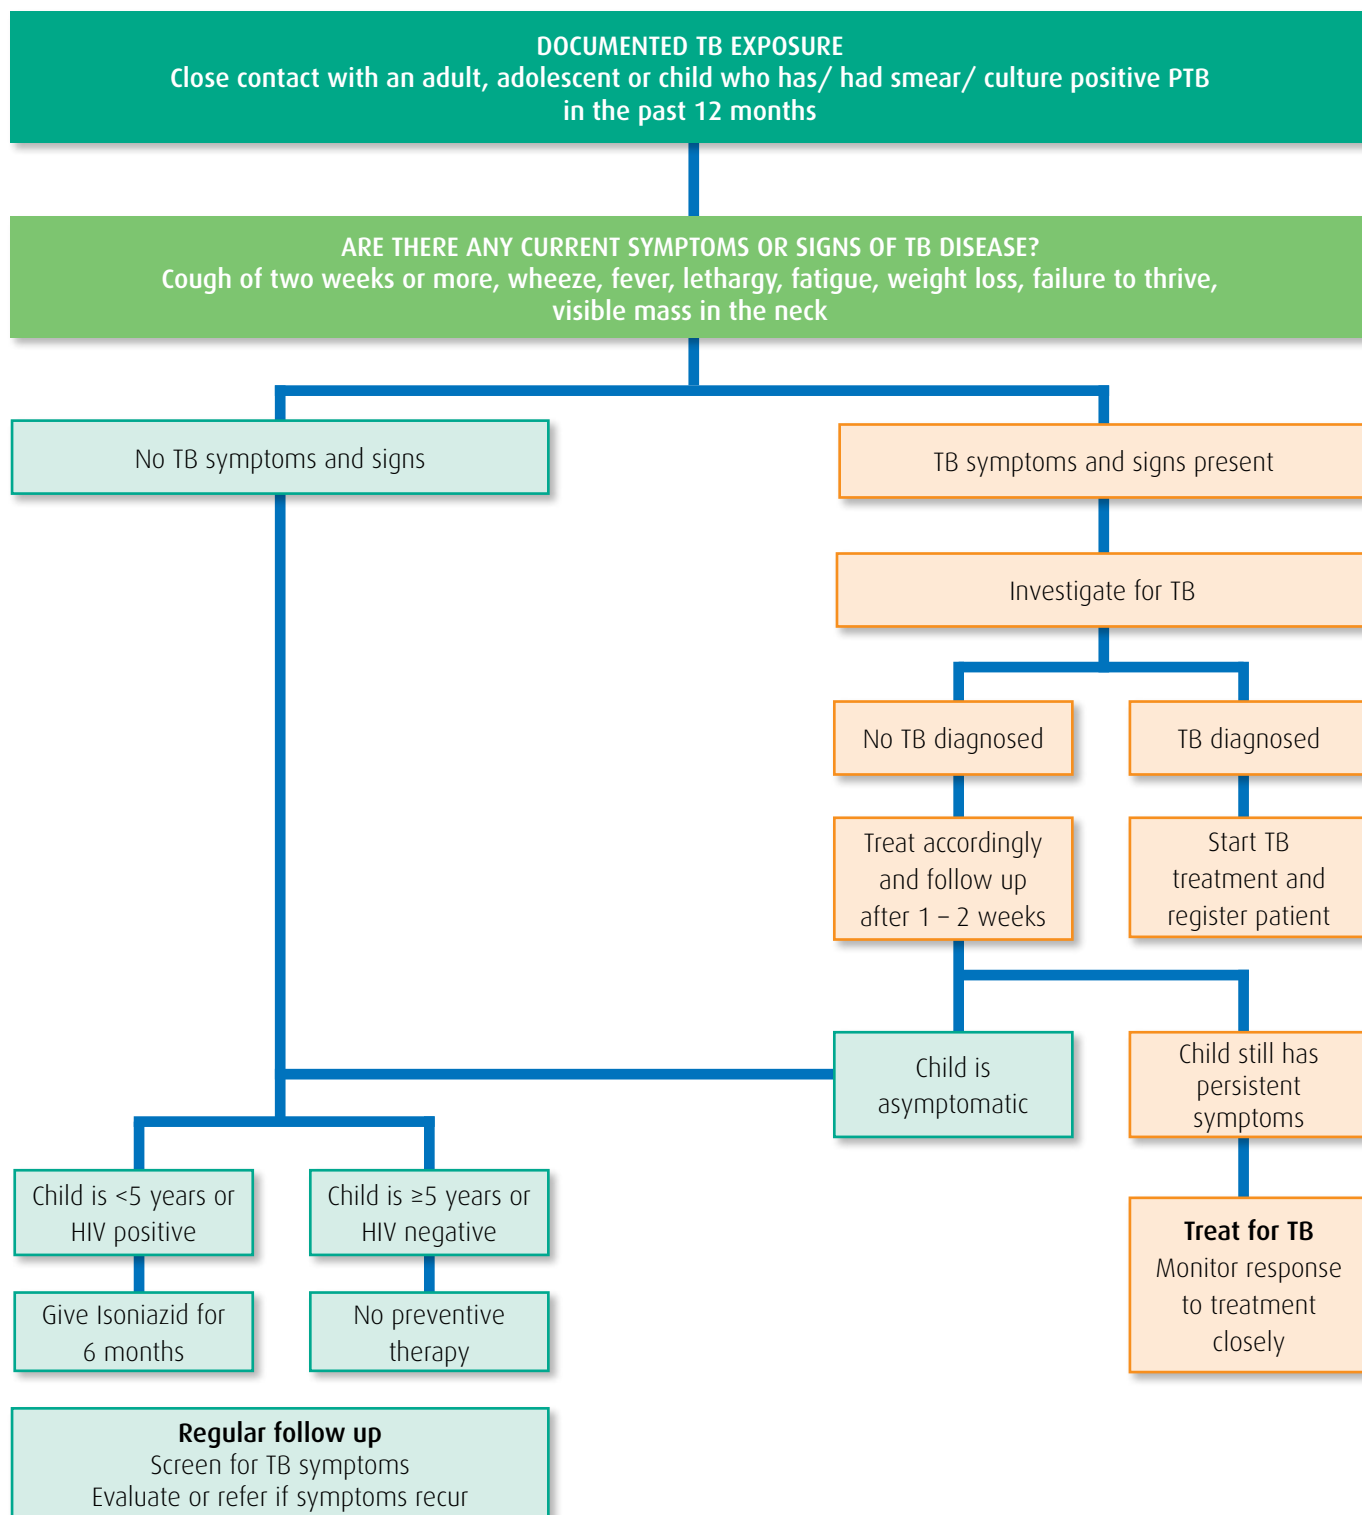 DOCUMENTED TB EXPOSURE
Close contact with an adult, adolescent or child who has/ had smear/ culture positive PTB
in the past 12 months
ARE THERE ANY CURRENT SYMPTOMS OR SIGNS OF TB DISEASE?
Cough of two weeks or more, wheeze, fever, lethargy, fatigue, weight loss, failure to thrive,
visible mass in the neck
No TB symptoms and signs
TB symptoms and signs present
Investigate for TB
No TB diagnosed
TB diagnosed
Treat accordingly
and follow up
after 1 – 2 weeks
Start TB
treatment and
register patient
Child is
asymptomatic
Child still has
persistent
symptoms
Child is <5 years or
HIV positive
Child is ≥5 years or
HIV negative
Give Isoniazid for
6 months
No preventive
therapy
Treat for TB
Monitor response
to treatment
closely
Regular follow up
Screen for TB symptoms
Evaluate or refer if symptoms recur